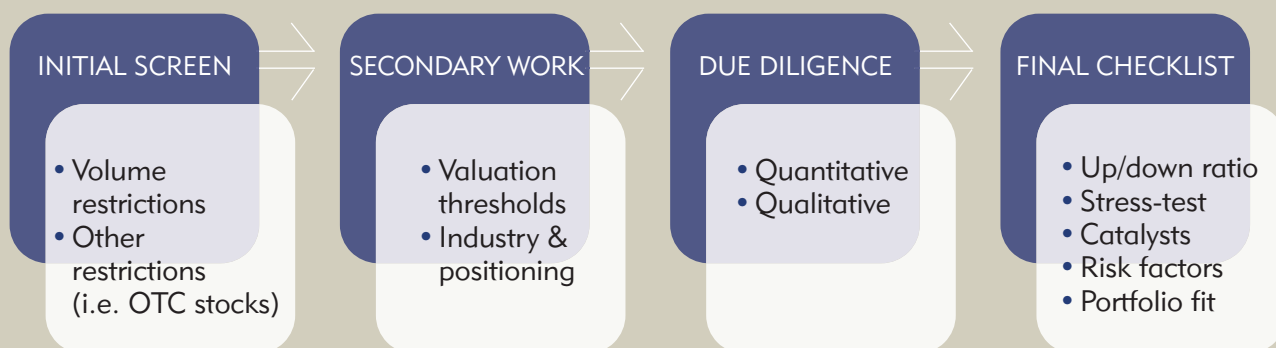 INITIAL SCREEN
• Volume
restrictions
• Other
restrictions
(i.e. OTC stocks)
SECONDARY WORK
• Valuation
thresholds
• Industry &
positioning
DUE DILIGENCE
• Quantitative
• Qualitative
FINAL CHECKLIST
• Up/down ratio
• Stress-test
• Catalysts
• Risk factors
• Portfolio fit